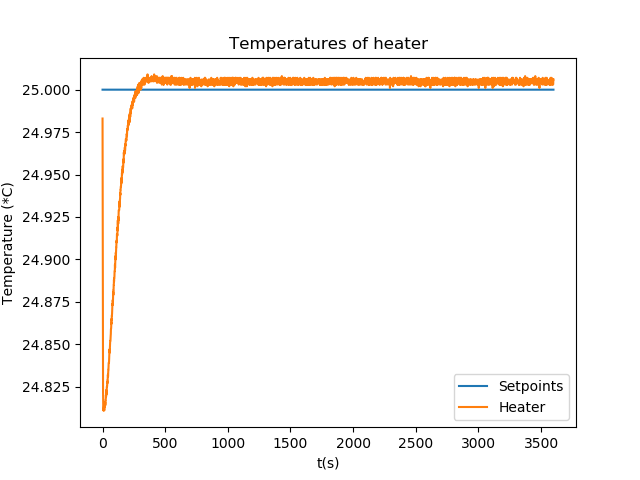 Temperatures of heater
Temperature (*C)
25.000
24.975
24.950
24.925
24.900
24.875
24.850
24.825
0 500 1000 1500 2000 2500 3000 3500
t(s)
Setpoints
Heater